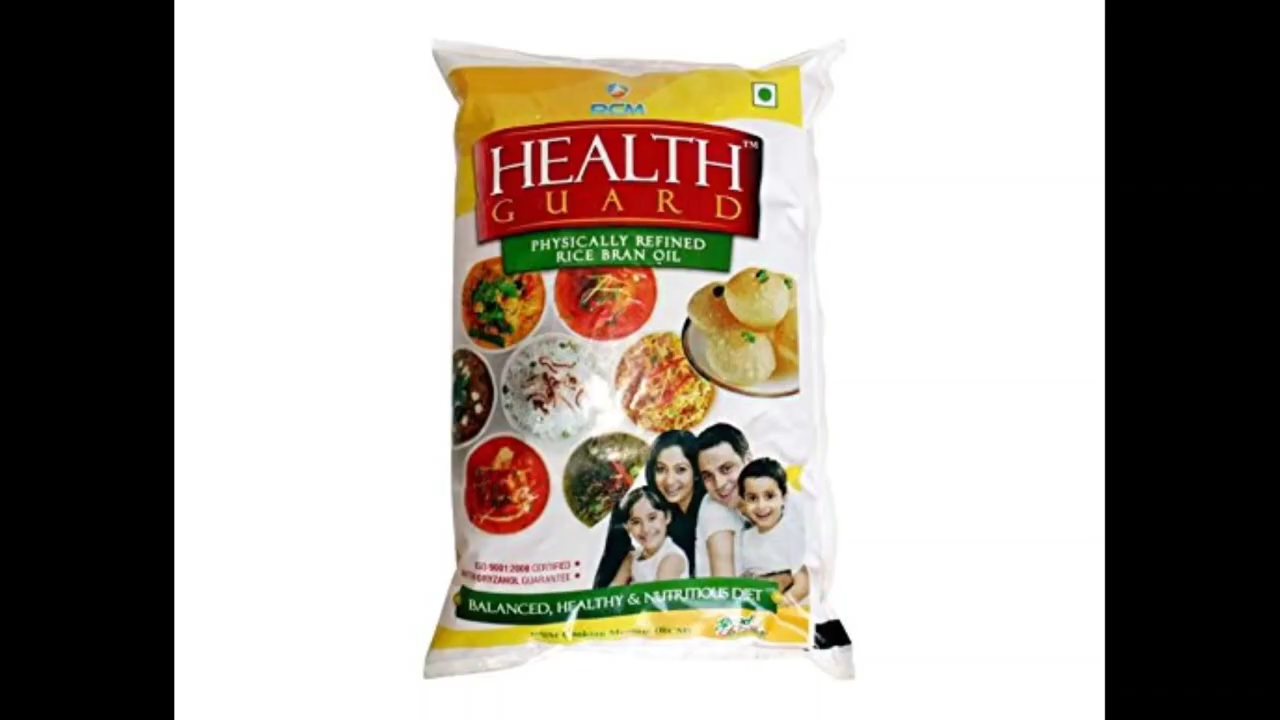 RCM
HEALTH™
GUARD
PHYSICALLY REFINED
RICE BRAN OIL
ISO 9001:2008 CERTIFIED
ORYZANOL GUARANTEE
BALANCED, HEALTHY & NUTRITIOUS DIET